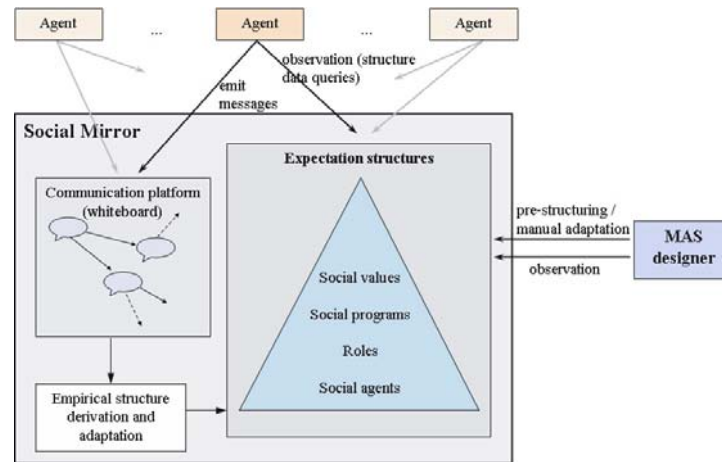 Agent
...
Agent
...
Agent
observation (structure
data queries)
emit
messages
Social Mirror
Communication platform
(whiteboard)
Expectation structures
Social values
Social programs
Roles
Social agents
pre-structuring /
manual adaptation
observation
MAS
designer
Empirical structure
derivation and
adaptation